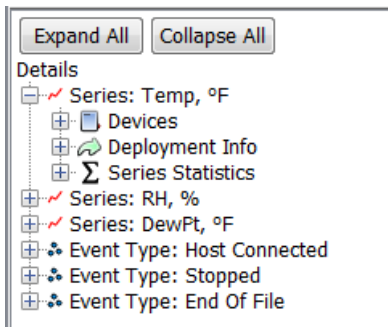 Expand All Collapse All
Details
Series: Temp, °F
Devices
Deployment Info
Σ Series Statistics
Series: RH, %
Series: DewPt, °F
Event Type: Host Connected
Event Type: Stopped
Event Type: End Of File